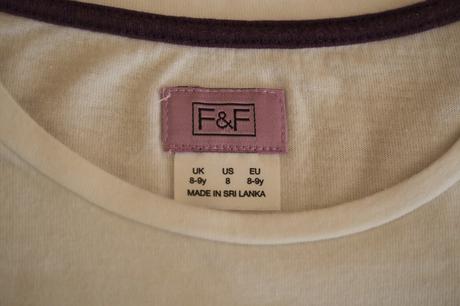 F&F
UK US EU
8-9y 8 8-9y
MADE IN SRI LANKA